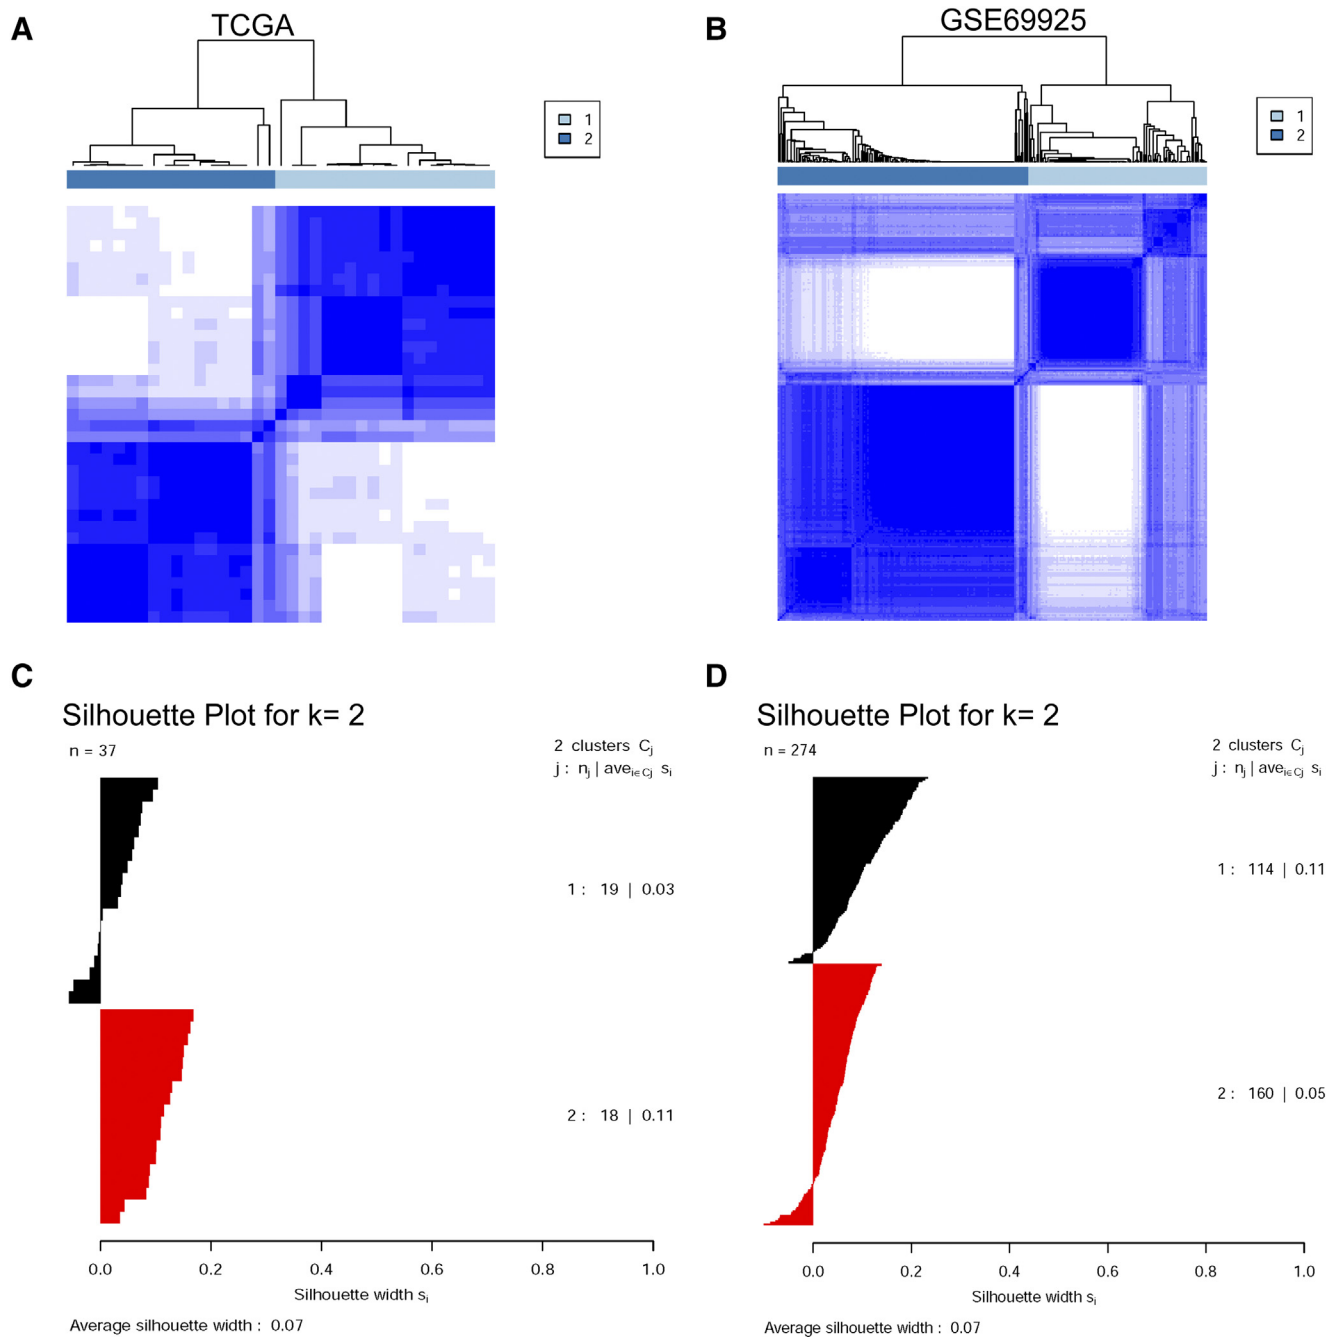 A
TCGA
1
2
B
GSE69925
1
2
C
Silhouette Plot for k= 2
n = 37
2 clusters Cj
j : nj | avei∈Cj si
1 : 19 | 0.03
2 : 18 | 0.11
0.0 0.2 0.4 0.6 0.8 1.0
Silhouette width si
Average silhouette width : 0.07
D
Silhouette Plot for k= 2
n = 274
2 clusters Cj
j : nj | avei∈Cj si
1 : 114 | 0.11
2 : 160 | 0.05
0.0 0.2 0.4 0.6 0.8 1.0
Silhouette width si
Average silhouette width : 0.07